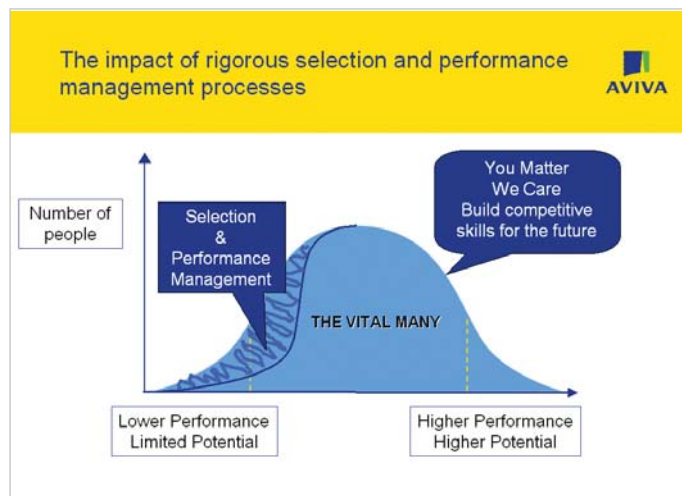 The impact of rigorous selection and performance
management processes
AVIVA
Number of
people
Selection
&
Performance
Management
You Matter
We Care
Build competitive
skills for the future
THE VITAL MANY
Lower Performance
Limited Potential
Higher Performance
Higher Potential